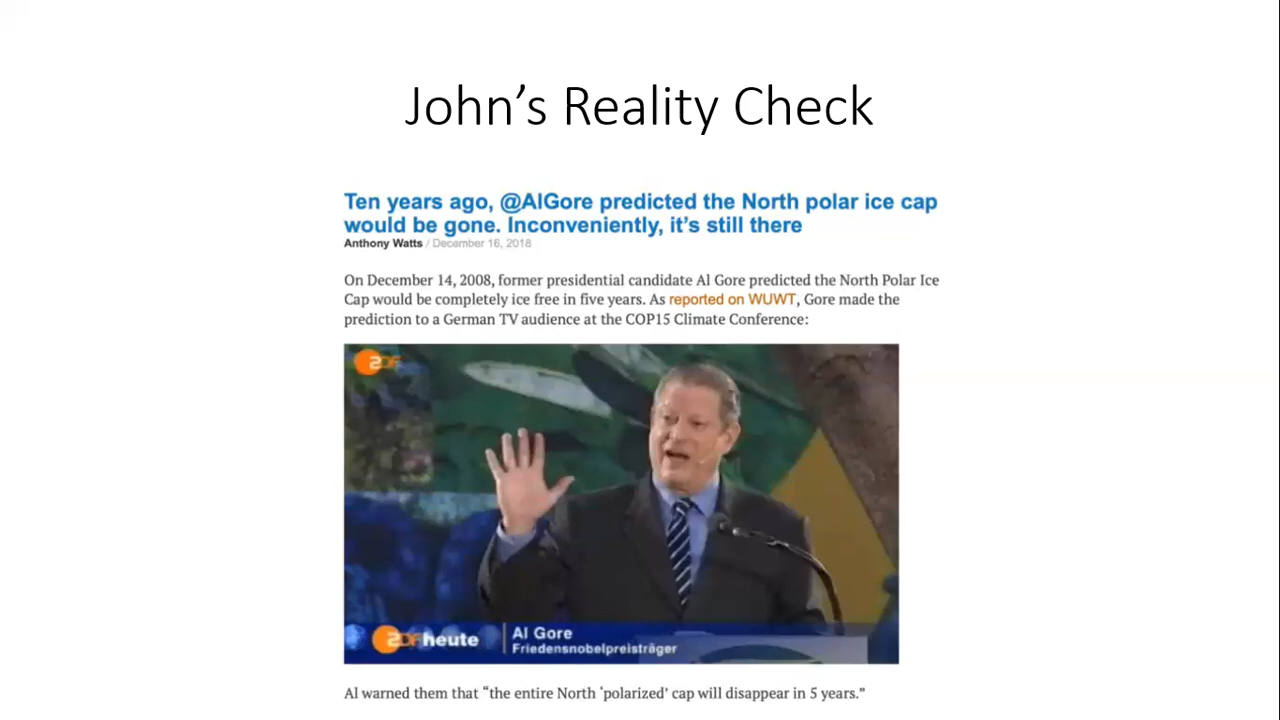 John's Reality Check
Ten years ago, @AlGore predicted the North polar ice cap
would be gone. Inconveniently, it's still there
Anthony Watts / December 16, 2018
On December 14, 2008, former presidential candidate Al Gore predicted the North Polar Ice
Cap would be completely ice free in five years. As reported on WUWT, Gore made the
prediction to a German TV audience at the COP15 Climate Conference:
ZDF
ZDFheute
Al Gore
Friedensnobelpreisträger
Al warned them that “the entire North ‘polarized’ cap will disappear in 5 years.”